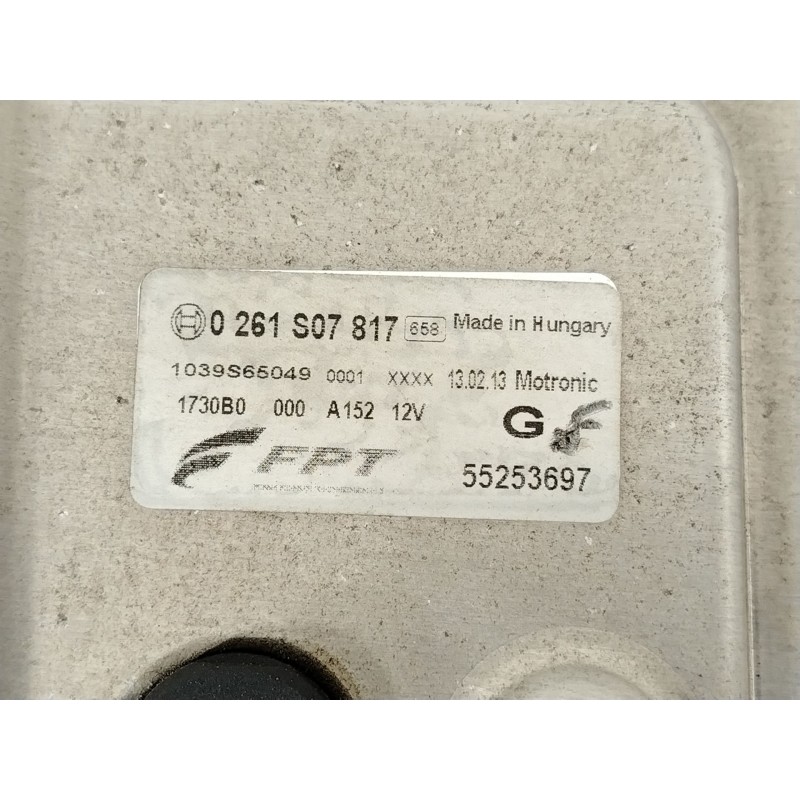 0 261 S07 817 658 Made in Hungary
1039S65049 0001 XXXX 13.02.13 Motronic
1730B0 000 A152 12V
G
FPT 55253697